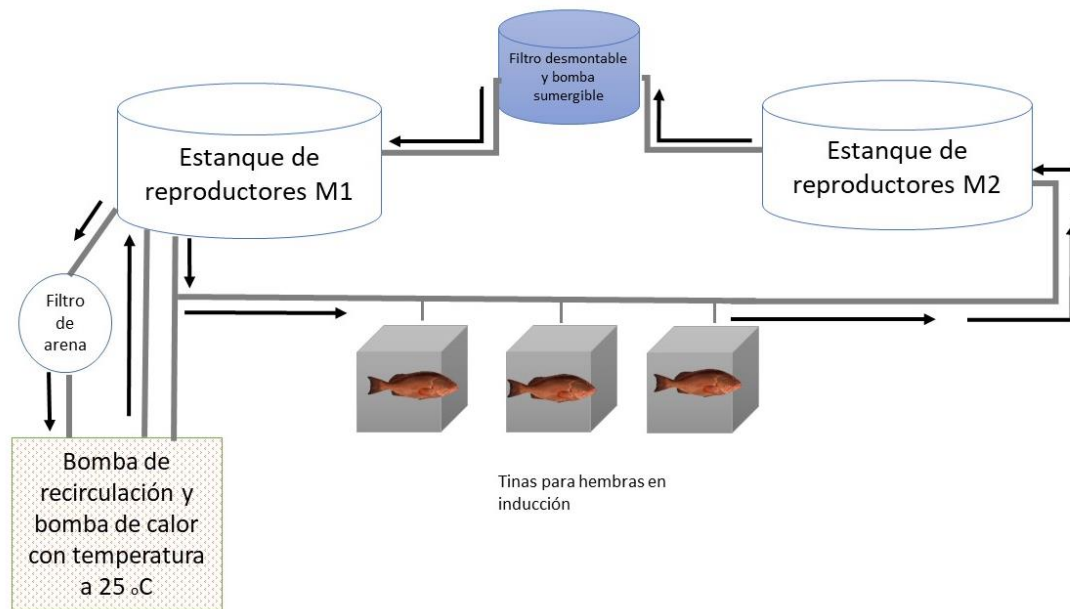 Filtro desmontable
y bomba
sumergible
Estanque de
reproductores M1
Estanque de
reproductores M2
Filtro
de
arena
Bomba de
recirculación y
bomba de calor
con temperatura
a 25 oC
Tinas para hembras en
inducción